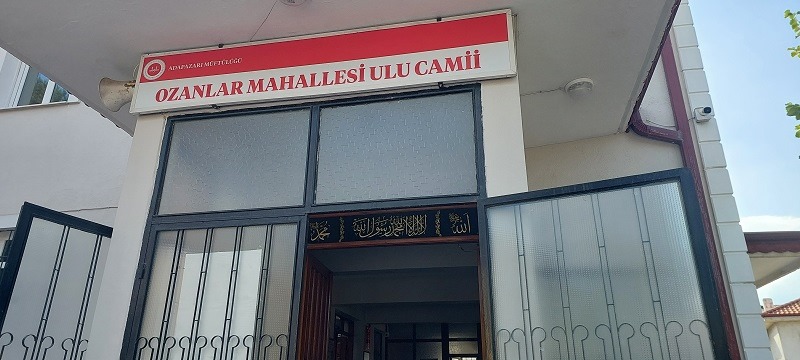 ADAPAZARI MÜFTÜLÜĞÜ
OZANLAR MAHALLESİ ULU CAMİİ
الله لا اله الا الله محمد رسول الله محمد